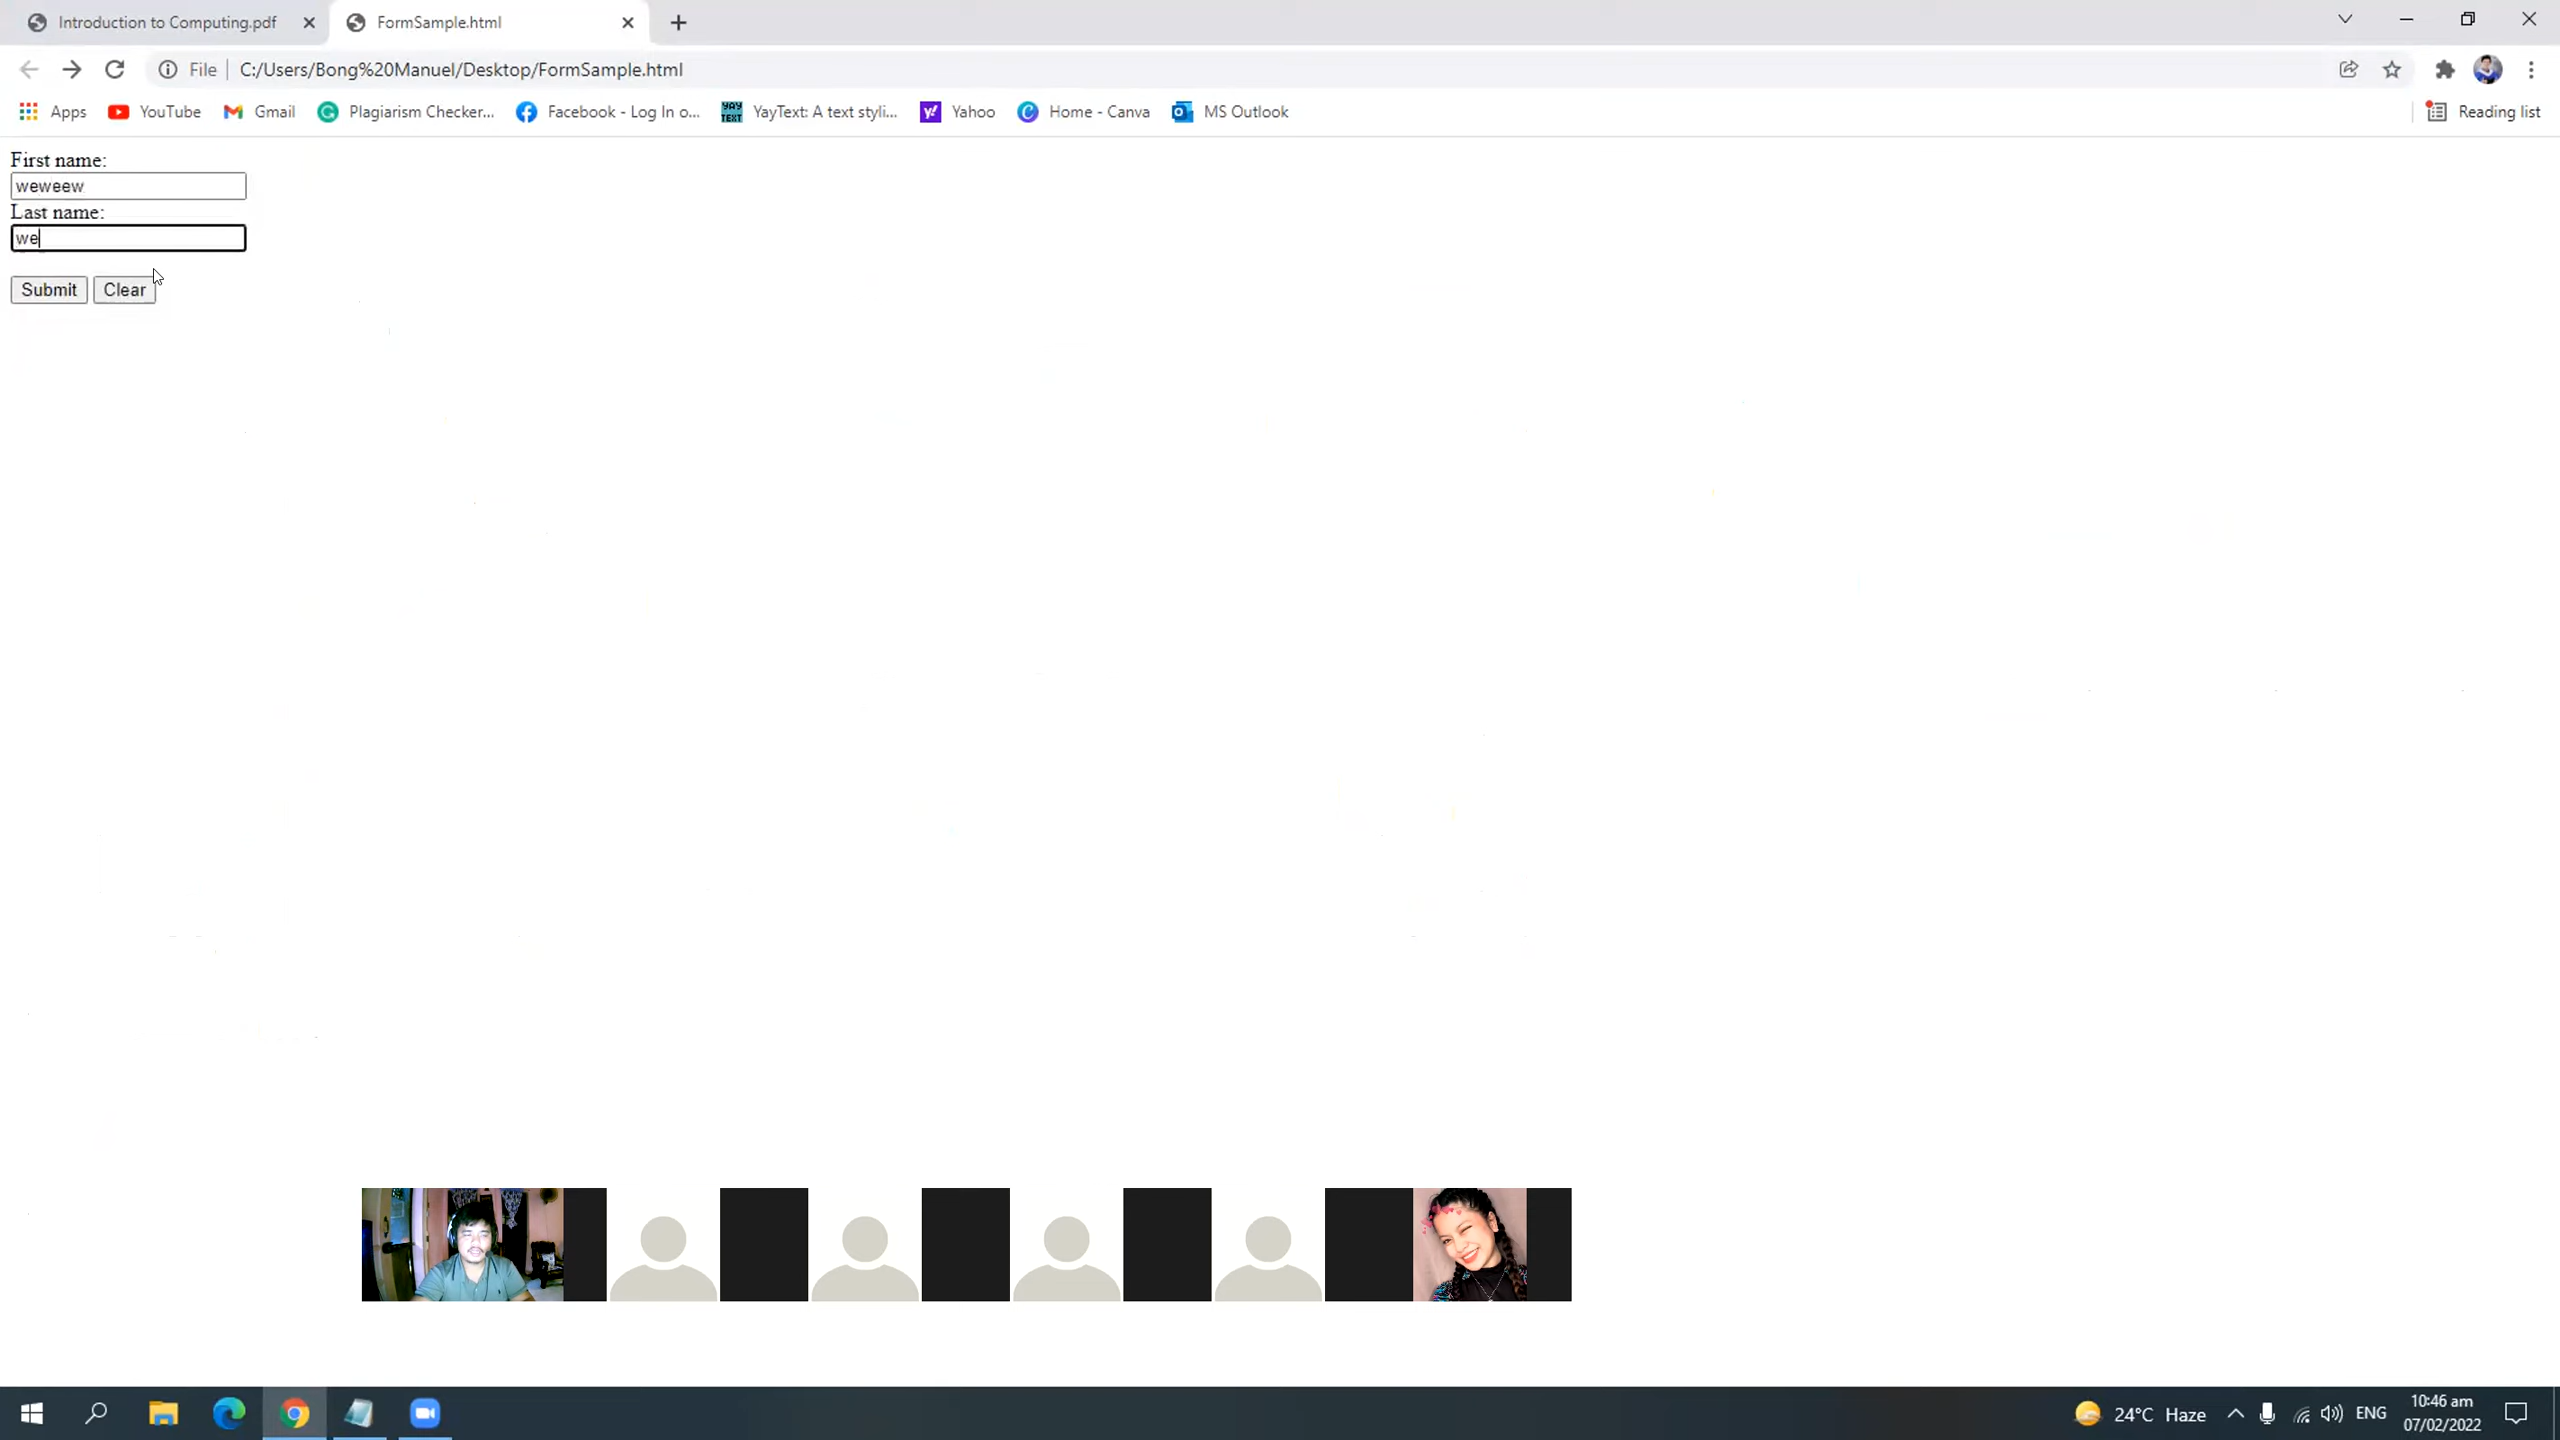 Introduction to Computing.pdf
FormSample.html
File
C:/Users/Bong%20Manuel/Desktop/FormSample.html
Apps
YouTube
Gmail
Plagiarism Checker...
Facebook - Log In o...
YAY TEXT
YayText: A text styli...
Yahoo
Home - Canva
MS Outlook
Reading list
First name:
weweew
Last name:
we
Submit
Clear
24°C Haze
ENG
10:46 am
07/02/2022